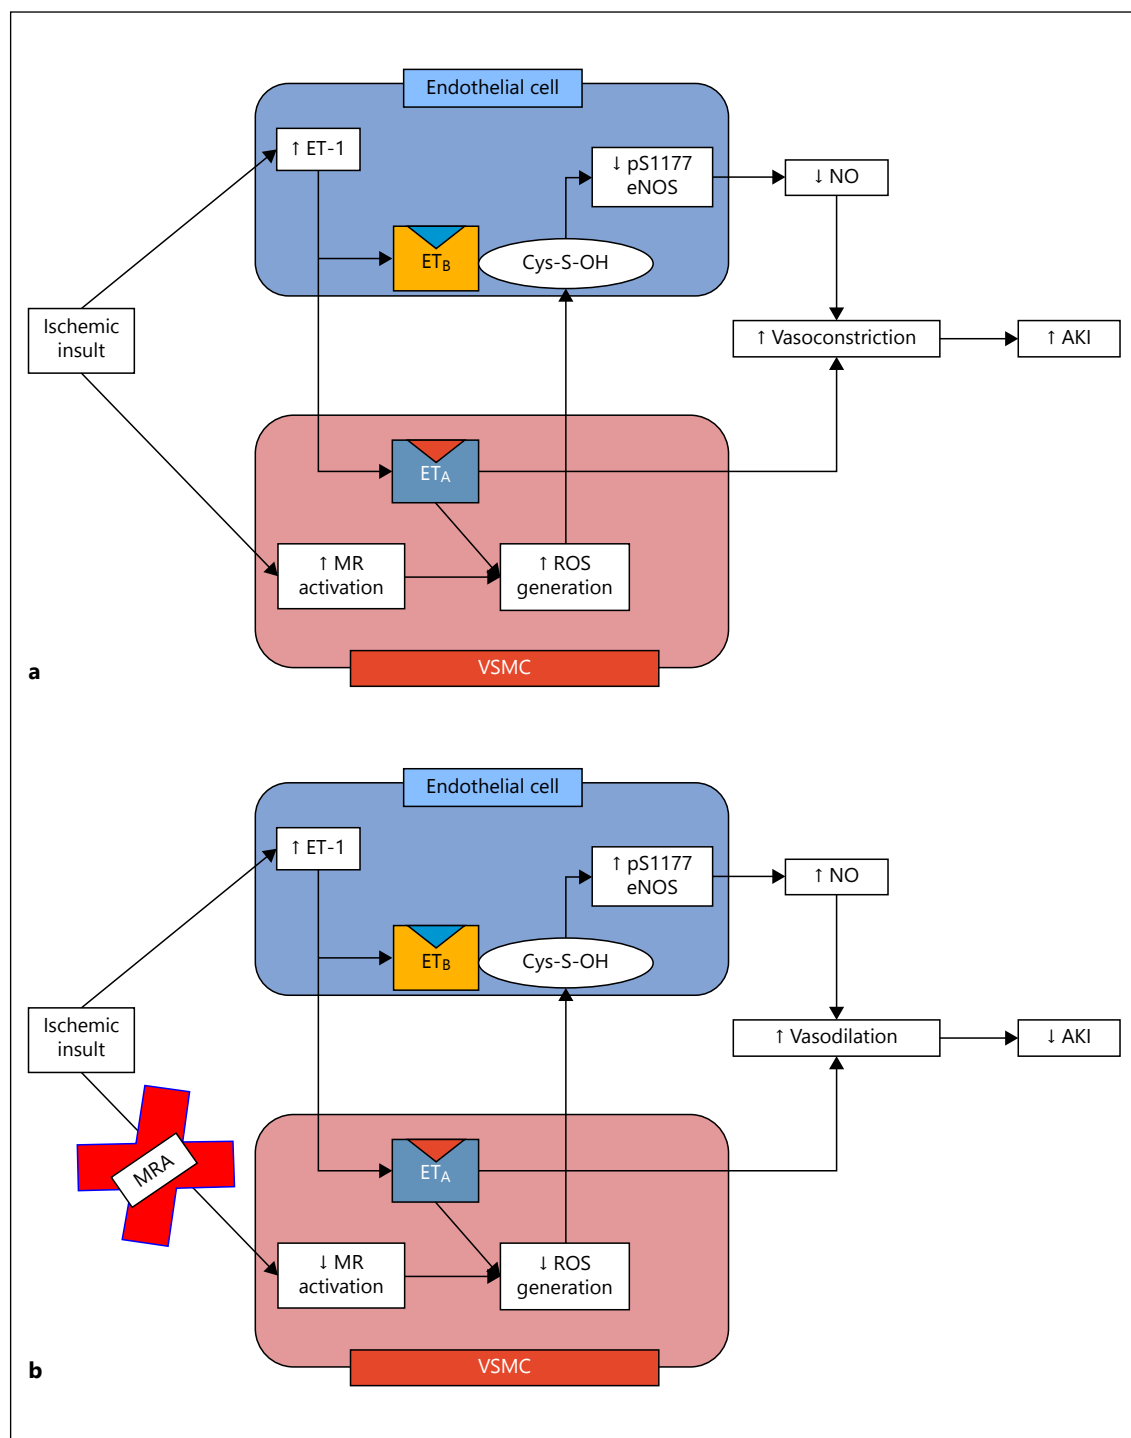 Endothelial cell
↑ ET-1
↓ pS1177
eNOS
↓ NO
ETB
Cys-S-OH
Ischemic
insult
↑ Vasoconstriction
↑ AKI
ETA
↑ MR
activation
↑ ROS
generation
VSMC
a
Endothelial cell
↑ ET-1
↑ pS1177
eNOS
↑ NO
ETB
Cys-S-OH
Ischemic
insult
↑ Vasodilation
↓ AKI
MRA
ETA
↓ MR
activation
↓ ROS
generation
VSMC
b